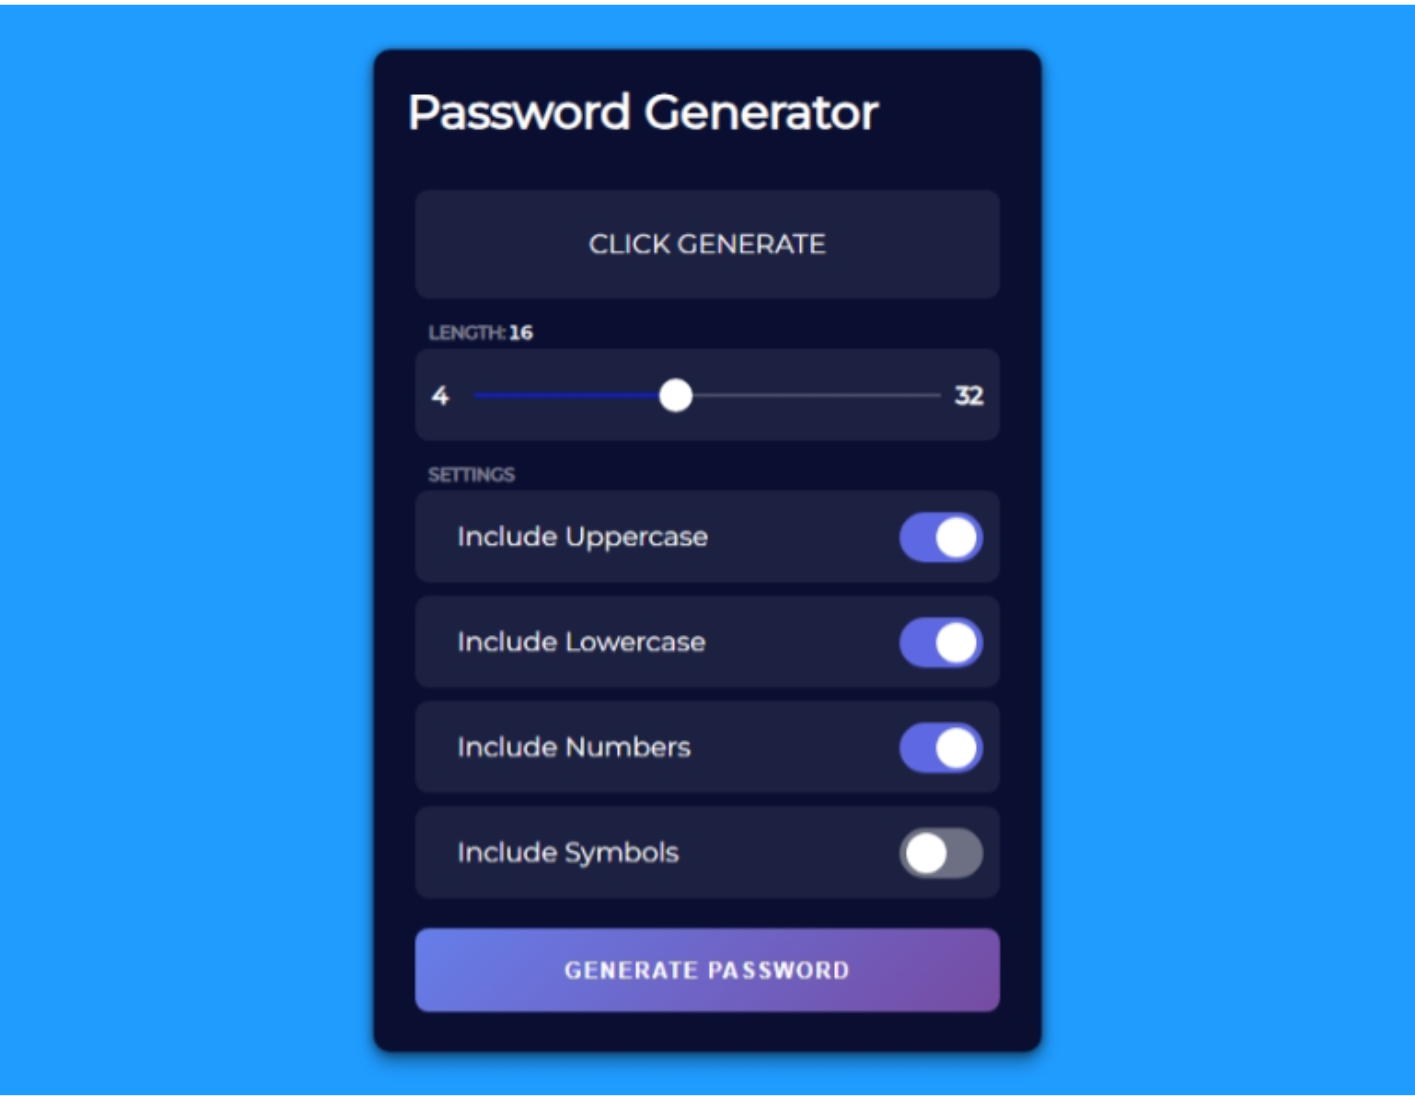 Password Generator
CLICK GENERATE
LENGTH: 16
4 32
SETTINGS
Include Uppercase
Include Lowercase
Include Numbers
Include Symbols
GENERATE PASSWORD